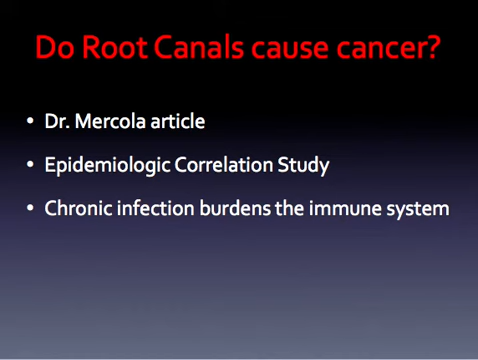 Do Root Canals cause cancer?
• Dr. Mercola article
• Epidemiologic Correlation Study
• Chronic infection burdens the immune system